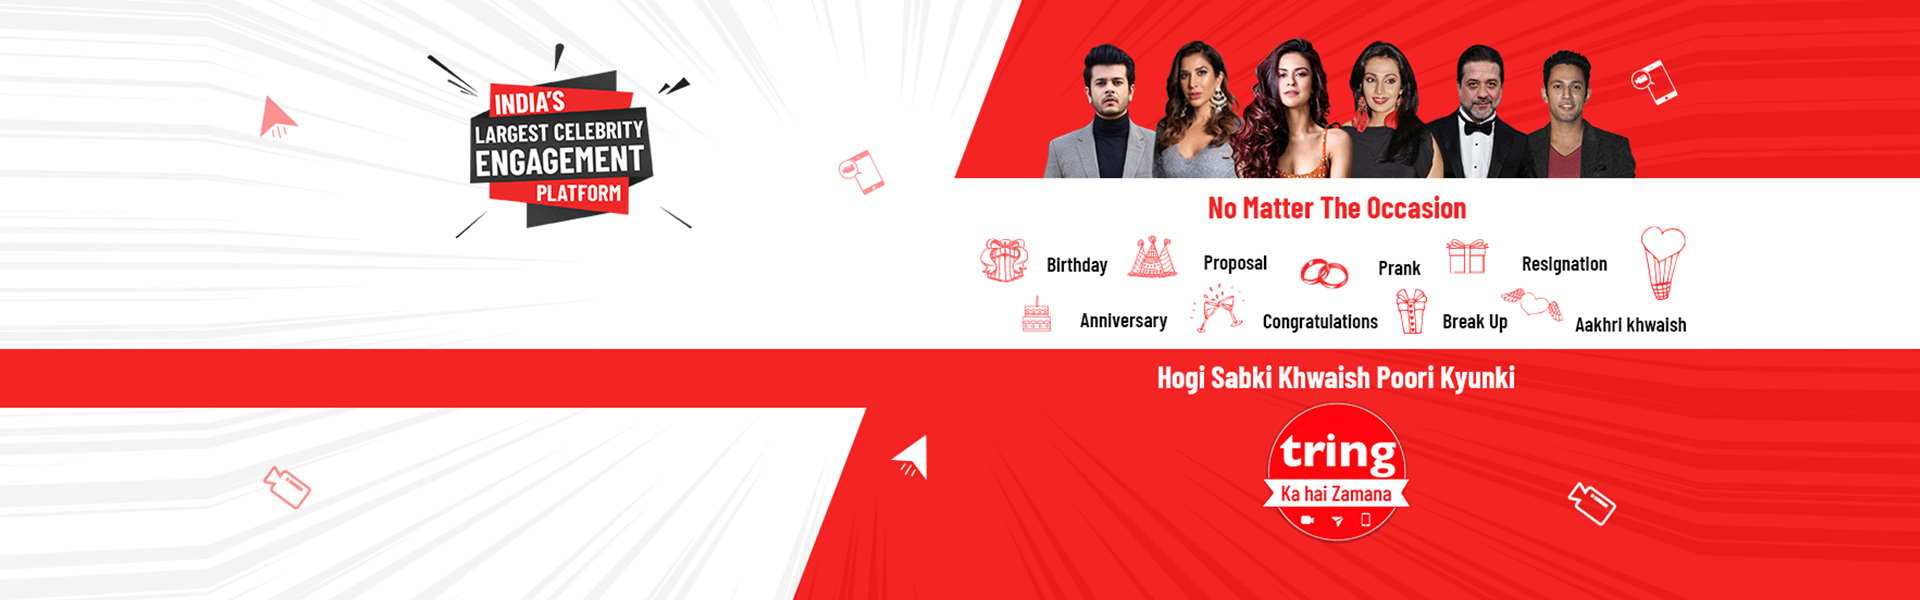 INDIA'S
LARGEST CELEBRITY
ENGAGEMENT
PLATFORM
No Matter The Occasion
Birthday
Proposal
Prank
Resignation
Anniversary
Congratulations
Break Up
Aakhri khwaish
Hogi Sabki Khwaish Poori Kyunki
tring
Ka hai Zamana